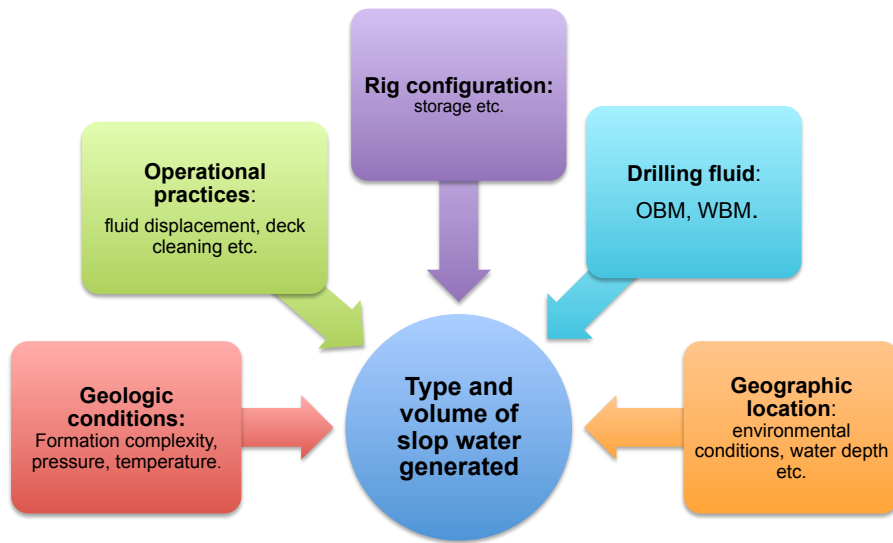 Rig configuration:
storage etc.
Operational
practices:
fluid displacement, deck
cleaning etc.
Drilling fluid:
OBM, WBM.
Geologic
conditions:
Formation complexity,
pressure, temperature.
Type and
volume of
slop water
generated
Geographic
location:
environmental
conditions, water depth
etc.